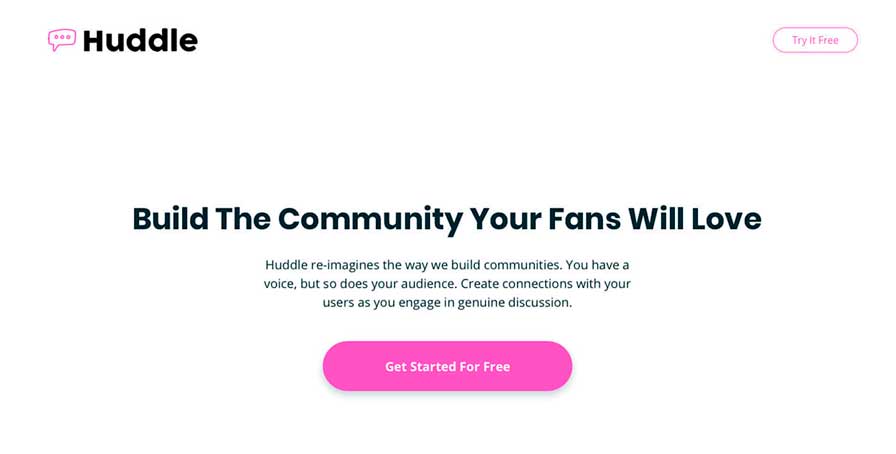 Huddle
Try It Free
Build The Community Your Fans Will Love
Huddle re-imagines the way we build communities. You have a
voice, but so does your audience. Create connections with your
users as you engage in genuine discussion.
Get Started For Free